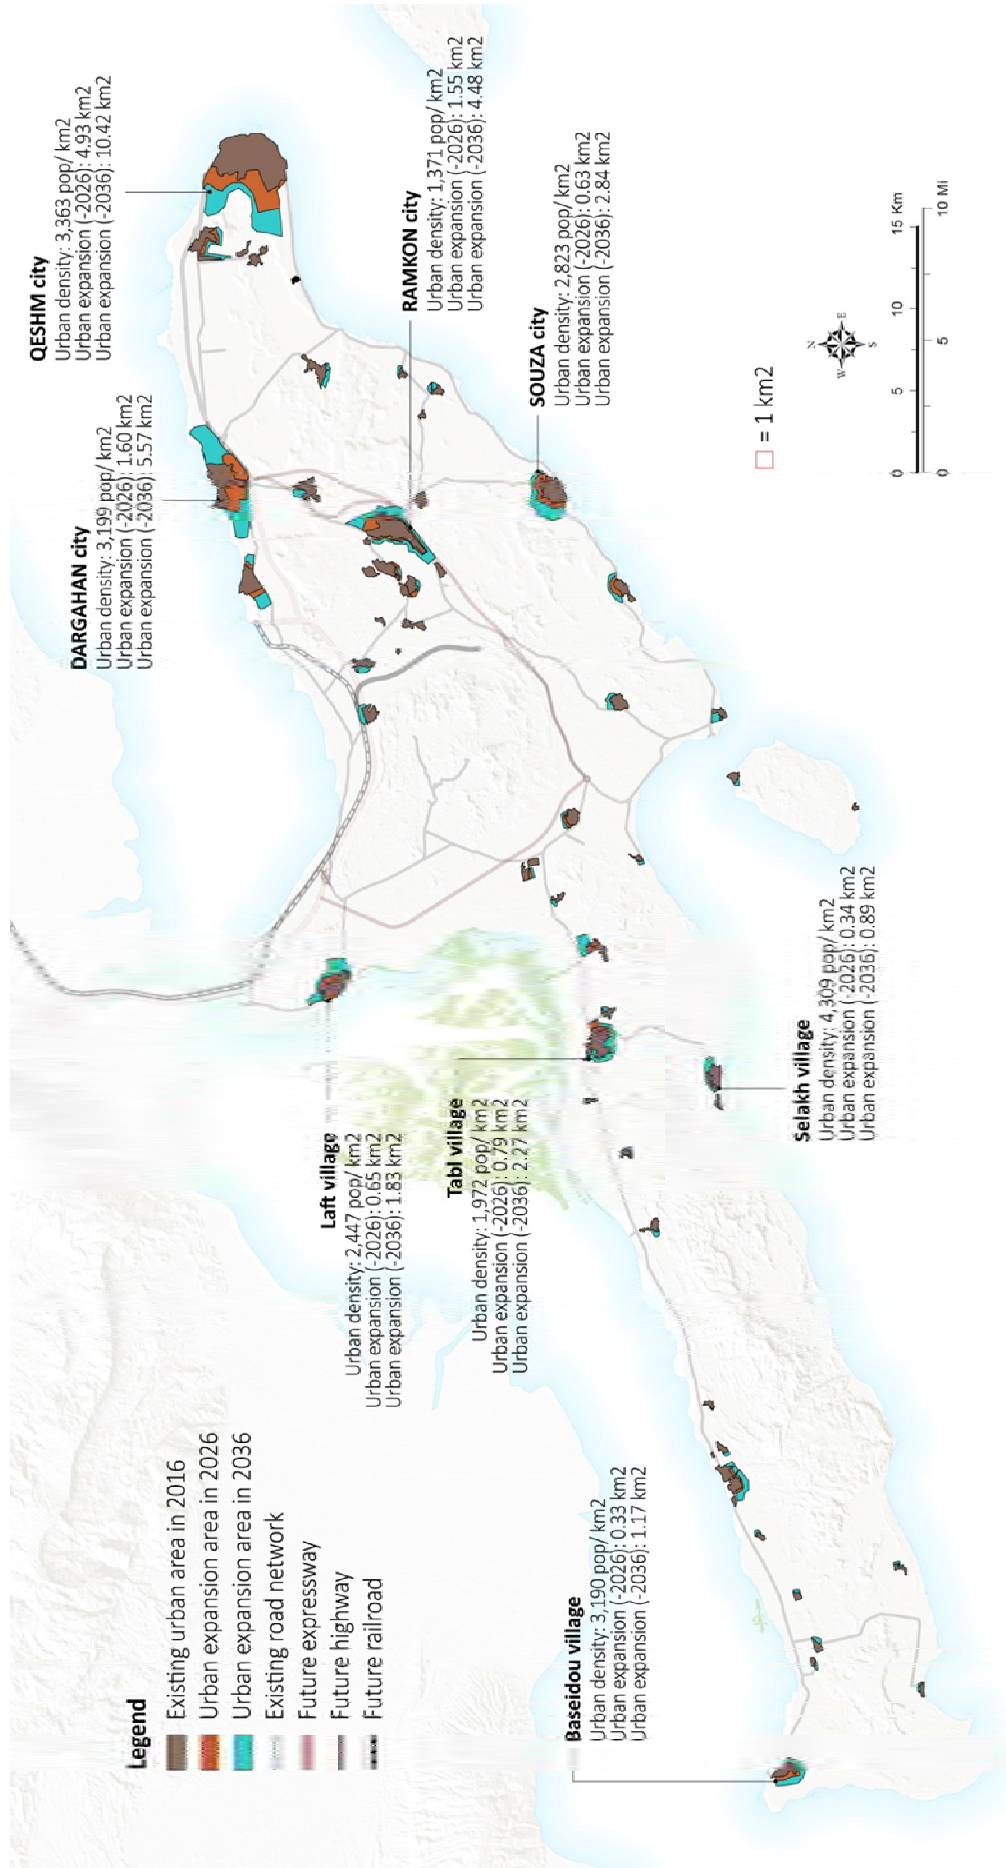 QESHM city
Urban density: 3,363 pop/ km2
Urban expansion (-2026): 4.93 km2
Urban expansion (-2036): 10.42 km2
DARGAHAN city
Urban density: 3,199 pop/ km2
Urban expansion (-2026): 1.60 km2
Urban expansion (-2036): 5.57 km2
RAMKON city
Urban density: 1,371 pop/ km2
Urban expansion (-2026): 1.55 km2
Urban expansion (-2036): 4.48 km2
SOUZA city
Urban density: 2,823 pop/ km2
Urban expansion (-2026): 0.63 km2
Urban expansion (-2036): 2.84 km2
Laft village
Urban density: 2,447 pop/ km2
Urban expansion (-2026): 0.65 km2
Urban expansion (-2036): 1.83 km2
Tabl village
Urban density: 1,972 pop/ km2
Urban expansion (-2026): 0.79 km2
Urban expansion (-2036): 2.27 km2
Selakh village
Urban density: 4,309 pop/ km2
Urban expansion (-2026): 0.34 km2
Urban expansion (-2036): 0.89 km2
Baseidou village
Urban density: 3,190 pop/ km2
Urban expansion (-2026): 0.33 km2
Urban expansion (-2036): 1.17 km2
Legend
Existing urban area in 2016
Urban expansion area in 2026
Urban expansion area in 2036
Existing road network
Future expressway
Future highway
Future railroad
= 1 km2
N
W E
S
0 5 10 15 Km
0 5 10 Mi